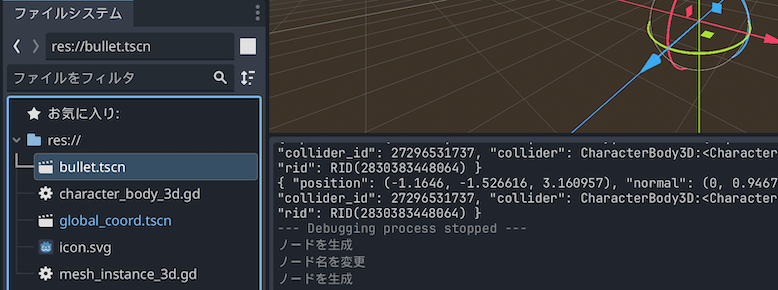 ファイルシステム
res://bullet.tscn
ファイルをフィルタ
お気に入り:
res://
bullet.tscn
character_body_3d.gd
global_coord.tscn
icon.svg
mesh_instance_3d.gd
"collider_id": 27296531737, "collider": CharacterBody3D:<Character
"rid": RID(2830383448064) }
{ "position": (-1.1646, -1.526616, 3.160957), "normal": (0, 0.9467
"collider_id": 27296531737, "collider": CharacterBody3D:<Character
"rid": RID(2830383448064) }
--- Debugging process stopped ---
ノードを生成
ノード名を変更
ノードを生成